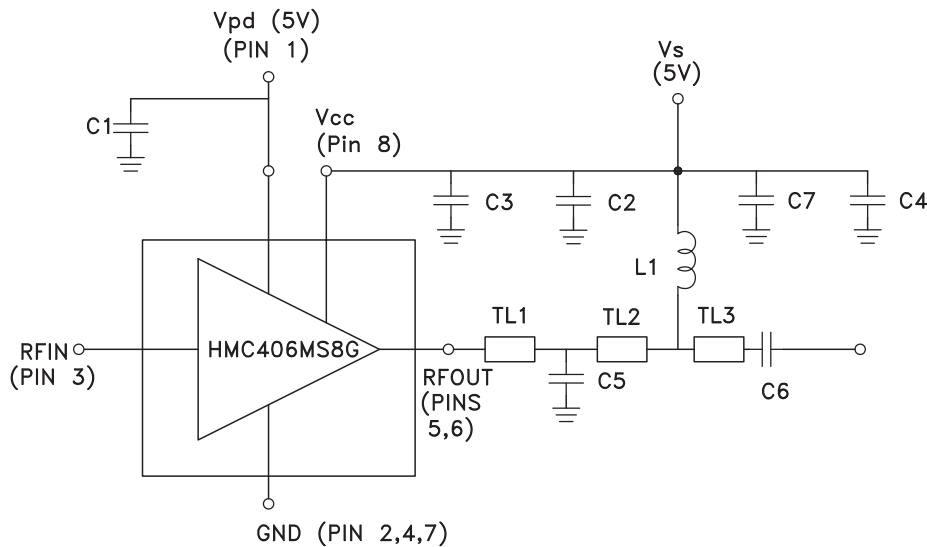 Vpd (5V)
(PIN 1)
C1
Vcc
(Pin 8)
Vs
(5V)
C3
C2
C7
C4
L1
HMC406MS8G
RFIN
(PIN 3)
TL1
TL2
TL3
RFOUT
(PINS
5,6)
C5
C6
GND (PIN 2,4,7)